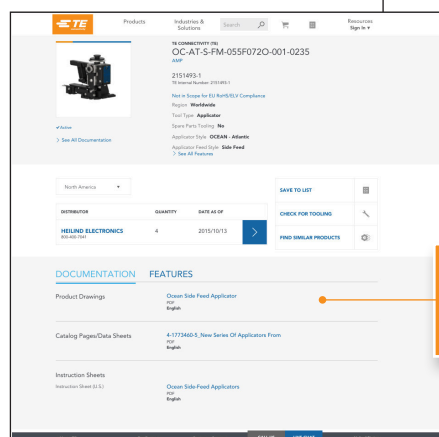 TE
Products
Industries &
Solutions
Search
Resources
Sign In
TE CONNECTIVITY (TE)
OC-AT-S-FM-055F072O-001-0235
AMP
2151493-1
TE Internal Number: 2151493-1
Not in Scope for EU RoHS/ELV Compliance
Region Worldwide
Tool Type Applicator
Spare Parts Tooling No
Applicator Style OCEAN - Atlantic
Applicator Feed Style Side Feed
> See All Features
Active
> See All Documentation
North America
DISTRIBUTOR QUANTITY DATE AS OF
HEILIND ELECTRONICS 4 2015/10/13
800-400-7041
SAVE TO LIST
CHECK FOR TOOLING
FIND SIMILAR PRODUCTS
DOCUMENTATION FEATURES
Product Drawings
Ocean Side Feed Applicator
PDF
English
Catalog Pages/Data Sheets
4-1773460-5_New Series Of Applicators From
PDF
English
Instruction Sheets
Instruction Sheet (U.S.)
Ocean Side-Feed Applicators
PDF
English